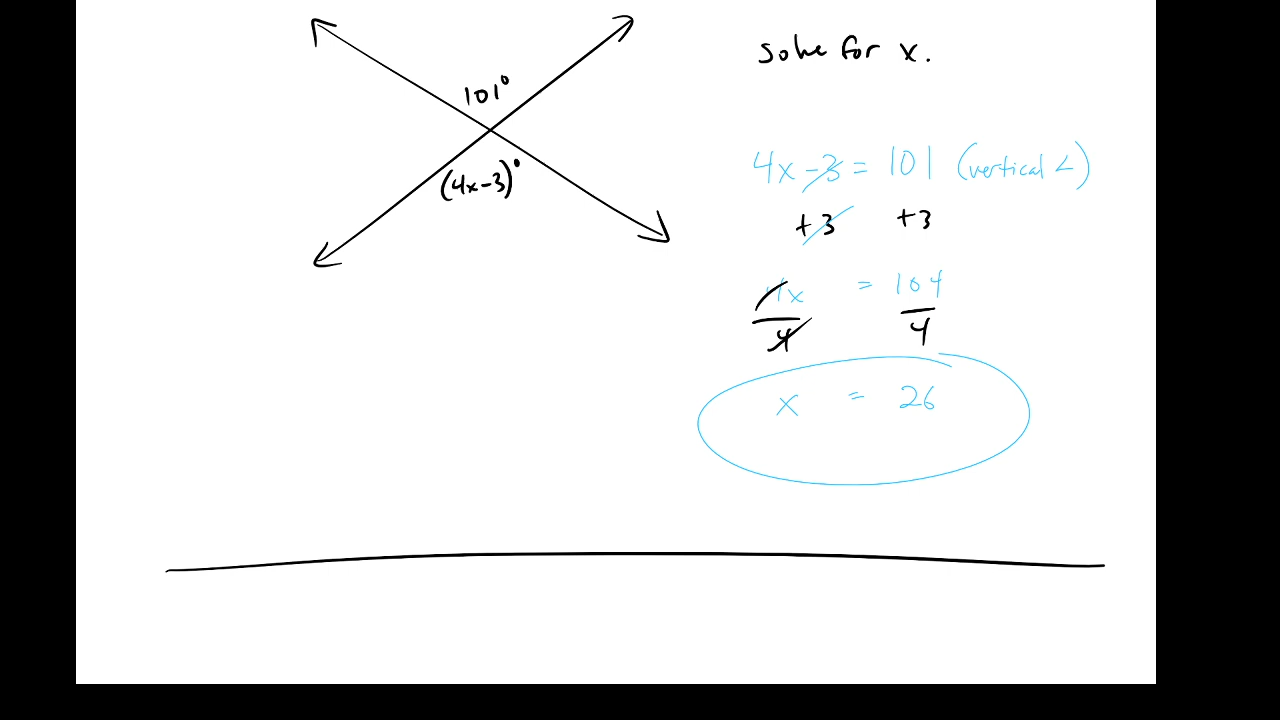 101°
(4x-3)°
solve for x.
4x-3 = 101 (vertical ∠)
+3 +3
4x = 104
4 4
x = 26